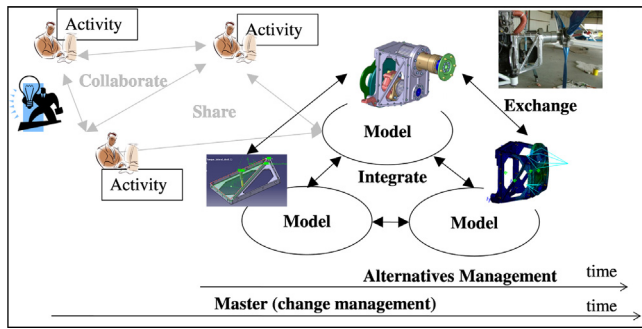 Activity
Activity
Collaborate
Share
Exchange
Model
Activity
Integrate
Model
Model
Alternatives Management
time
Master (change management)
time